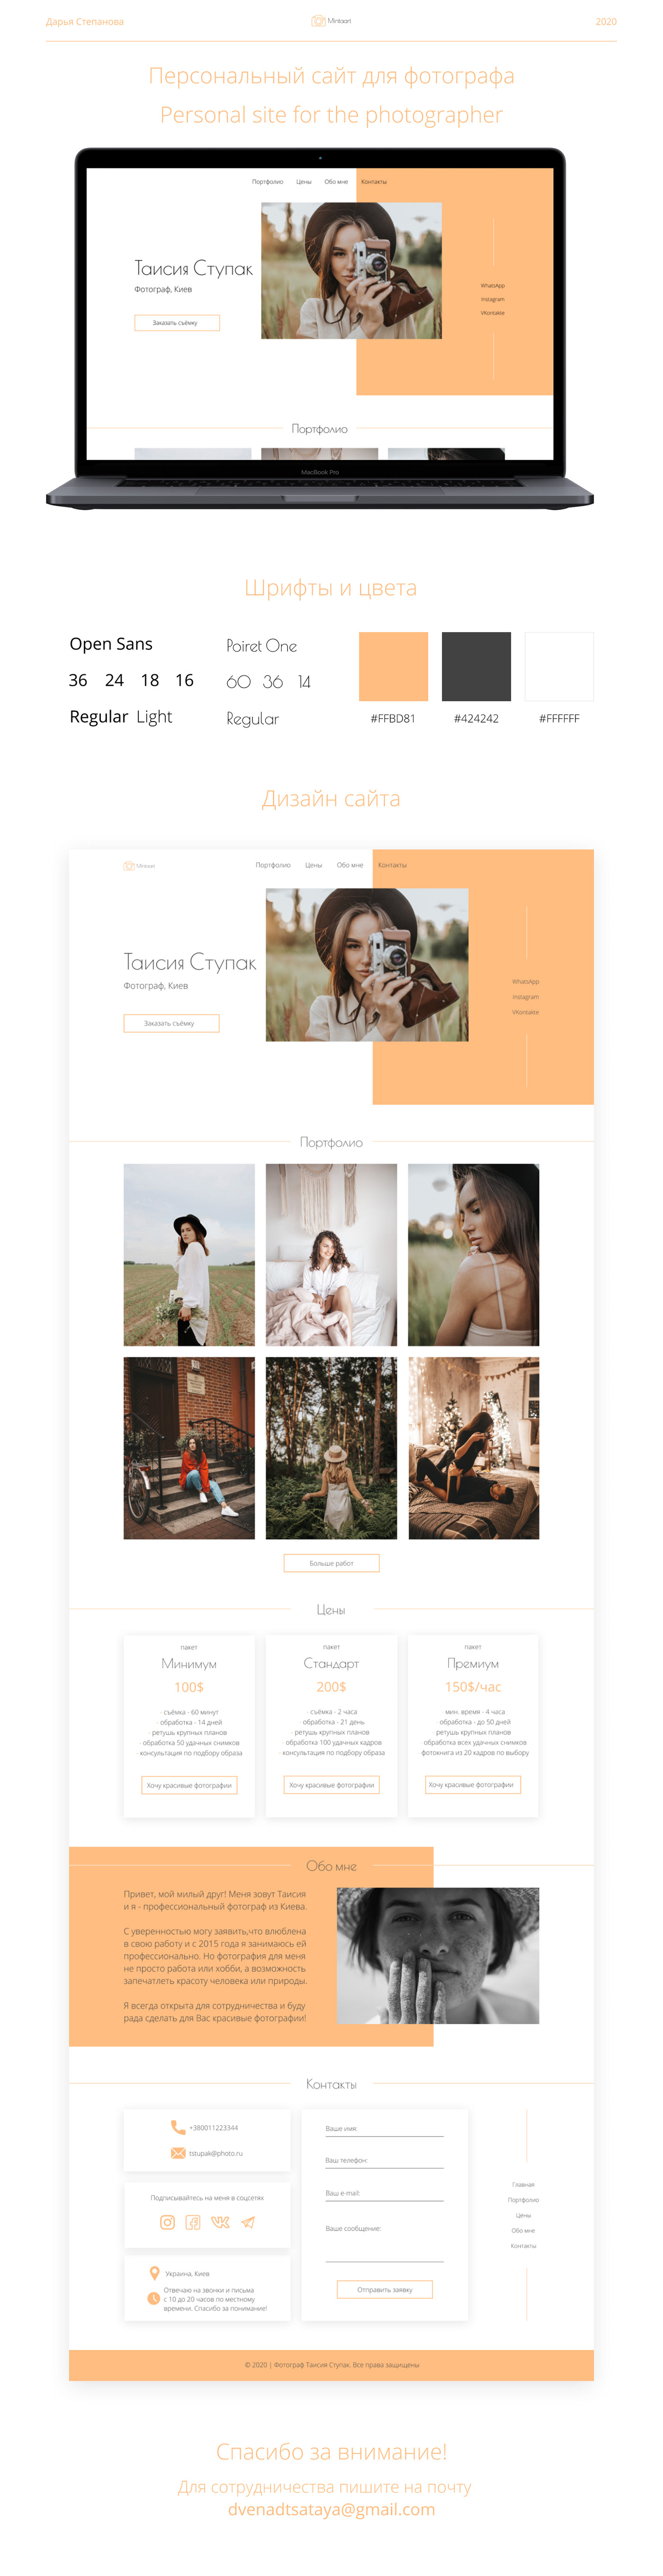 Дарья Степанова
Mintaart
2020
Персональный сайт для фотографа
Personal site for the photographer
Портфолио Цены Обо мне Контакты
Таисия Ступак
Фотограф, Киев
Заказать съёмку
WhatsApp
Instagram
VKontakte
Портфолио
MacBook Pro
Шрифты и цвета
Open Sans
36 24 18 16
Regular Light
Poiret One
60 36 14
Regular
#FFBD81
#424242
#FFFFFF
Дизайн сайта
Mintaart
Портфолио Цены Обо мне Контакты
Таисия Ступак
Фотограф, Киев
Заказать съёмку
WhatsApp
Instagram
VKontakte
Портфолио
Больше работ
Цены
пакет
Минимум
100$
· съёмка - 60 минут
· обработка - 14 дней
· ретушь крупных планов
· обработка 50 удачных снимков
· консультация по подбору образа
Хочу красивые фотографии
пакет
Стандарт
200$
· съёмка - 2 часа
· обработка - 21 день
· ретушь крупных планов
· обработка 100 удачных кадров
· консультация по подбору образа
Хочу красивые фотографии
пакет
Премиум
150$/час
· мин. время - 4 часа
· обработка - до 50 дней
· ретушь крупных планов
· обработка всех удачных снимков
· фотокнига из 20 кадров по выбору
Хочу красивые фотографии
Обо мне
Привет, мой милый друг! Меня зовут Таисия
и я - профессиональный фотограф из Киева.
С уверенностью могу заявить,что влюблена
в свою работу и с 2015 года я занимаюсь ей
профессионально. Но фотография для меня
не просто работа или хобби, а возможность
запечатлеть красоту человека или природы.
Я всегда открыта для сотрудничества и буду
рада сделать для Вас красивые фотографии!
Контакты
+380011223344
tstupak@photo.ru
Подписывайтесь на меня в соцсетях
Украина, Киев
Отвечаю на звонки и письма
с 10 до 20 часов по местному
времени. Спасибо за понимание!
Ваше имя:
Ваш телефон:
Ваш e-mail:
Ваше сообщение:
Отправить заявку
Главная
Портфолио
Цены
Обо мне
Контакты
© 2020 | Фотограф Таисия Ступак. Все права защищены
Спасибо за внимание!
Для сотрудничества пишите на почту
dvenadtsataya@gmail.com